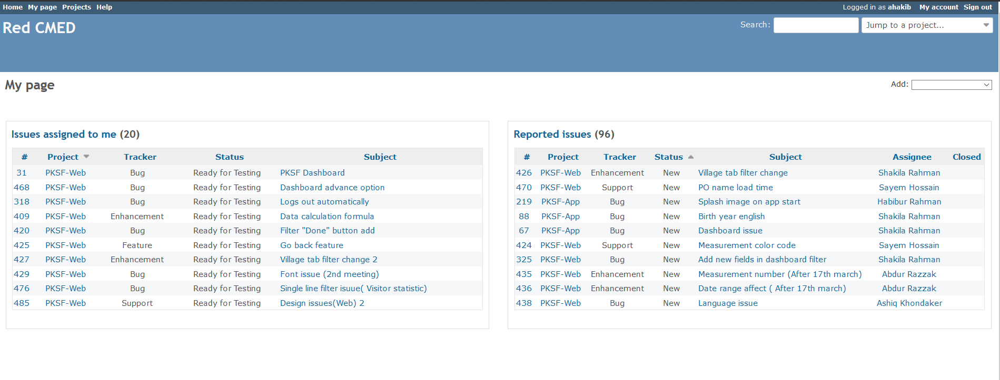 Home My page Projects Help Logged in as ahakib My account Sign out
Red CMED Search: Jump to a project...
My page Add:
Issues assigned to me (20)
# Project Tracker Status Subject
31 PKSF-Web Bug Ready for Testing PKSF Dashboard
468 PKSF-Web Bug Ready for Testing Dashboard advance option
318 PKSF-Web Bug Ready for Testing Logs out automatically
409 PKSF-Web Enhancement Ready for Testing Data calculation formula
420 PKSF-Web Bug Ready for Testing Filter "Done" button add
425 PKSF-Web Feature Ready for Testing Go back feature
427 PKSF-Web Enhancement Ready for Testing Village tab filter change 2
429 PKSF-Web Bug Ready for Testing Font issue (2nd meeting)
476 PKSF-Web Bug Ready for Testing Single line filter isuue( Visitor statistic)
485 PKSF-Web Support Ready for Testing Design issues(Web) 2
Reported issues (96)
# Project Tracker Status Subject Assignee Closed
426 PKSF-Web Enhancement New Village tab filter change Shakila Rahman
470 PKSF-Web Support New PO name load time Sayem Hossain
219 PKSF-App Bug New Splash image on app start Habibur Rahman
88 PKSF-App Bug New Birth year english Shakila Rahman
67 PKSF-App Bug New Dashboard issue Shakila Rahman
424 PKSF-Web Support New Measurement color code Sayem Hossain
325 PKSF-Web Bug New Add new fields in dashboard filter Shakila Rahman
435 PKSF-Web Enhancement New Measurement number (After 17th march) Abdur Razzak
436 PKSF-Web Enhancement New Date range affect ( After 17th march) Abdur Razzak
438 PKSF-Web Bug New Language issue Ashiq Khondaker